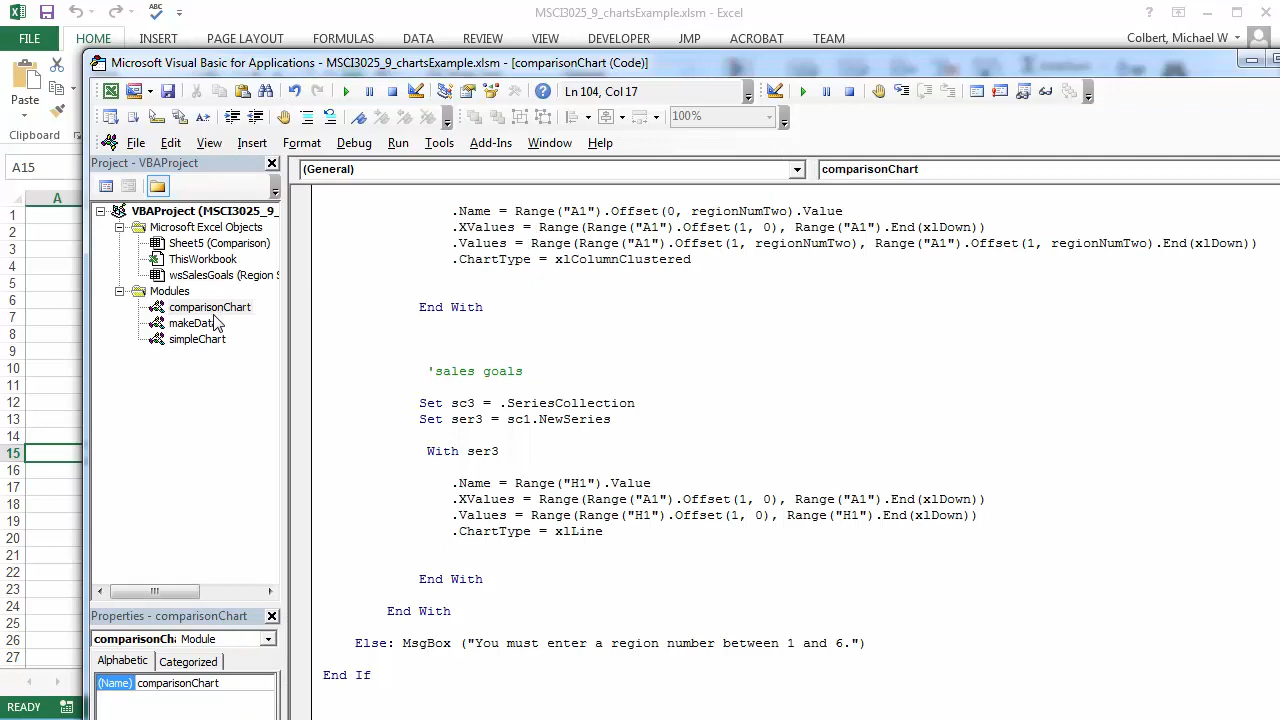 MSCI3025_9_chartsExample.xlsm - Excel
FILE HOME INSERT PAGE LAYOUT FORMULAS DATA REVIEW VIEW DEVELOPER JMP ACROBAT TEAM Colbert, Michael W
Paste
Clipboard
A15
A
1
2
3
4
5
6
7
8
9
10
11
12
13
14
15
16
17
18
19
20
21
22
23
24
25
26
27
READY
Microsoft Visual Basic for Applications - MSCI3025_9_chartsExample.xlsm - [comparisonChart (Code)]
Ln 104, Col 17
100%
File Edit View Insert Format Debug Run Tools Add-Ins Window Help
Project - VBAProject
VBAProject (MSCI3025_9_
Microsoft Excel Objects
Sheet5 (Comparison)
ThisWorkbook
wsSalesGoals (Region S
Modules
comparisonChart
makeDat
simpleChart
Properties - comparisonChart
comparisonCha Module
Alphabetic Categorized
(Name) comparisonChart
(General) comparisonChart
.Name = Range("A1").Offset(0, regionNumTwo).Value
.XValues = Range(Range("A1").Offset(1, 0), Range("A1").End(xlDown))
.Values = Range(Range("A1").Offset(1, regionNumTwo), Range("A1").Offset(1, regionNumTwo).End(xlDown))
.ChartType = xlColumnClustered
End With
'sales goals
Set sc3 = .SeriesCollection
Set ser3 = sc1.NewSeries
With ser3
.Name = Range("H1").Value
.XValues = Range(Range("A1").Offset(1, 0), Range("A1").End(xlDown))
.Values = Range(Range("H1").Offset(1, 0), Range("H1").End(xlDown))
.ChartType = xlLine
End With
End With
Else: MsgBox ("You must enter a region number between 1 and 6.")
End If